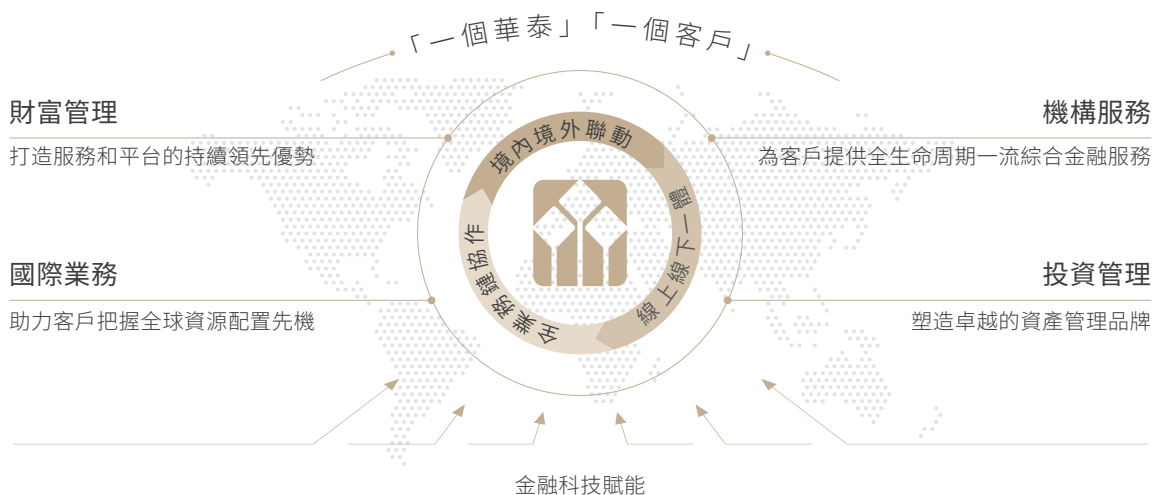 「一個華泰」「一個客戶」
財富管理
打造服務和平台的持續領先優勢
機構服務
為客戶提供全生命周期一流綜合金融服務
境內境外聯動
線上線下一體
全業務鏈協作
國際業務
助力客戶把握全球資源配置先機
投資管理
塑造卓越的資產管理品牌
金融科技賦能